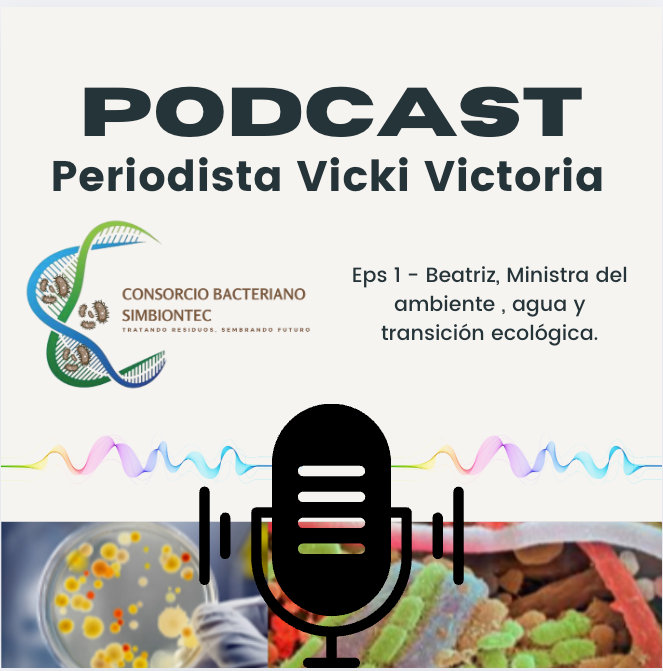 PODCAST
Periodista Vicki Victoria
CONSORCIO BACTERIANO
SIMBIONTEC
TRATANDO RESIDUOS, SEMBRANDO FUTURO
Eps 1 - Beatriz, Ministra del
ambiente , agua y
transición ecológica.